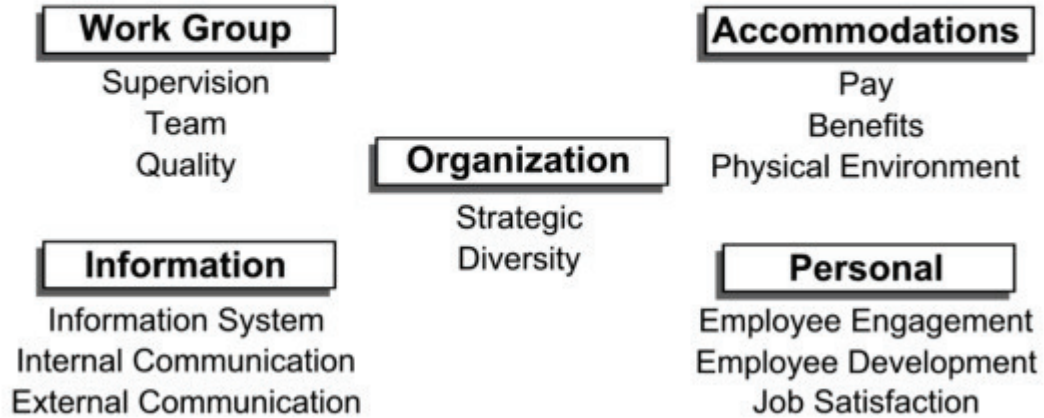 Work Group
Supervision
Team
Quality
Accommodations
Pay
Benefits
Physical Environment
Organization
Strategic
Diversity
Information
Information System
Internal Communication
External Communication
Personal
Employee Engagement
Employee Development
Job Satisfaction